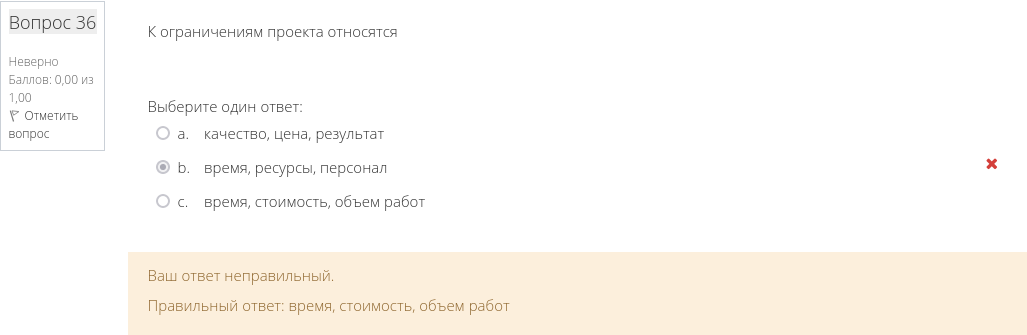 Вопрос 36
Неверно
Баллов: 0,00 из
1,00
Отметить
вопрос
К ограничениям проекта относятся
Выберите один ответ:
a. качество, цена, результат
b. время, ресурсы, персонал
c. время, стоимость, объем работ
Ваш ответ неправильный.
Правильный ответ: время, стоимость, объем работ